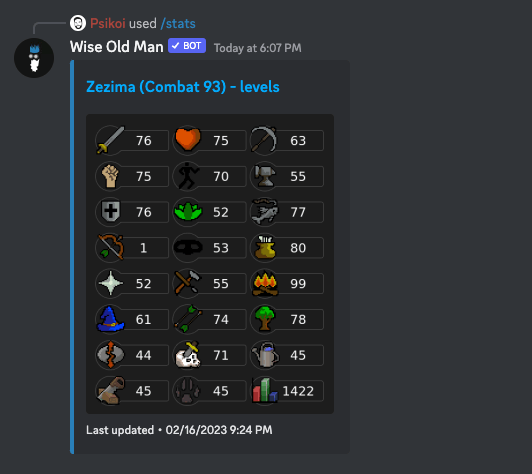 Psikoi used /stats
Wise Old Man ✓ BOT Today at 6:07 PM
Zezima (Combat 93) - levels
76 75 63
75 70 55
76 52 77
1 53 80
52 55 99
61 74 78
44 71 45
45 45 1422
Last updated • 02/16/2023 9:24 PM